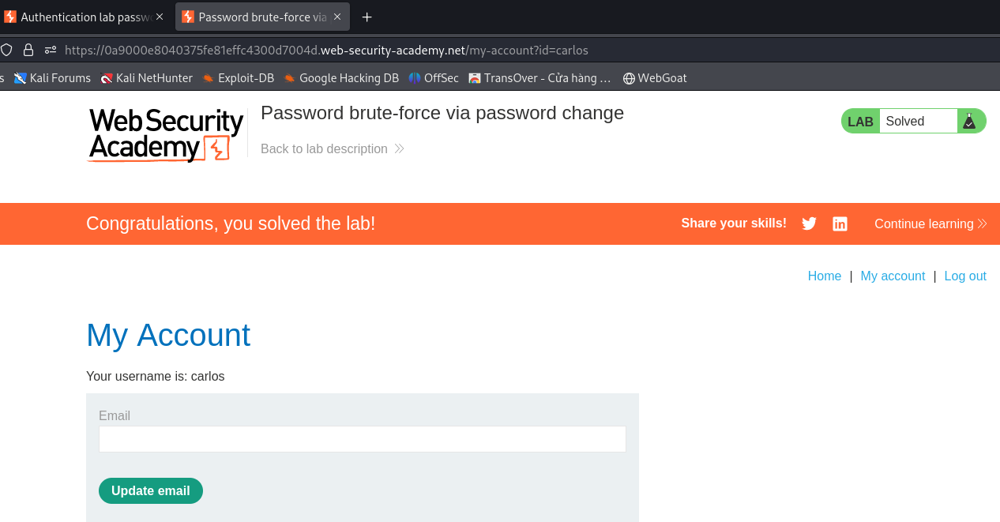 Authentication lab passw
Password brute-force via
https://0a9000e8040375fe81effc4300d7004d.web-security-academy.net/my-account?id=carlos
s Kali Forums Kali NetHunter Exploit-DB Google Hacking DB OffSec TransOver - Cửa hàng … WebGoat
WebSecurity
Academy
Password brute-force via password change
Back to lab description
LAB Solved
Congratulations, you solved the lab!
Share your skills!
Continue learning
Home | My account | Log out
My Account
Your username is: carlos
Email
Update email